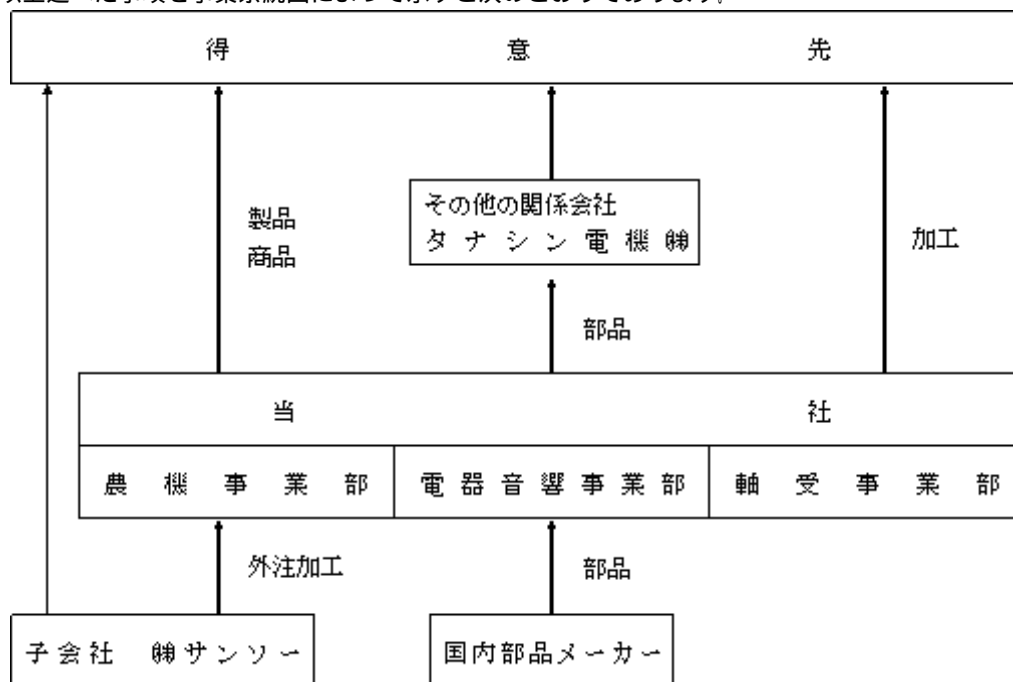 得意先
その他の関係会社
タナシン電機㈱
製品
商品
加工
部品
当社
農機事業部 電器音響事業部 軸受事業部
外注加工
部品
子会社 ㈱サンソー 国内部品メーカー